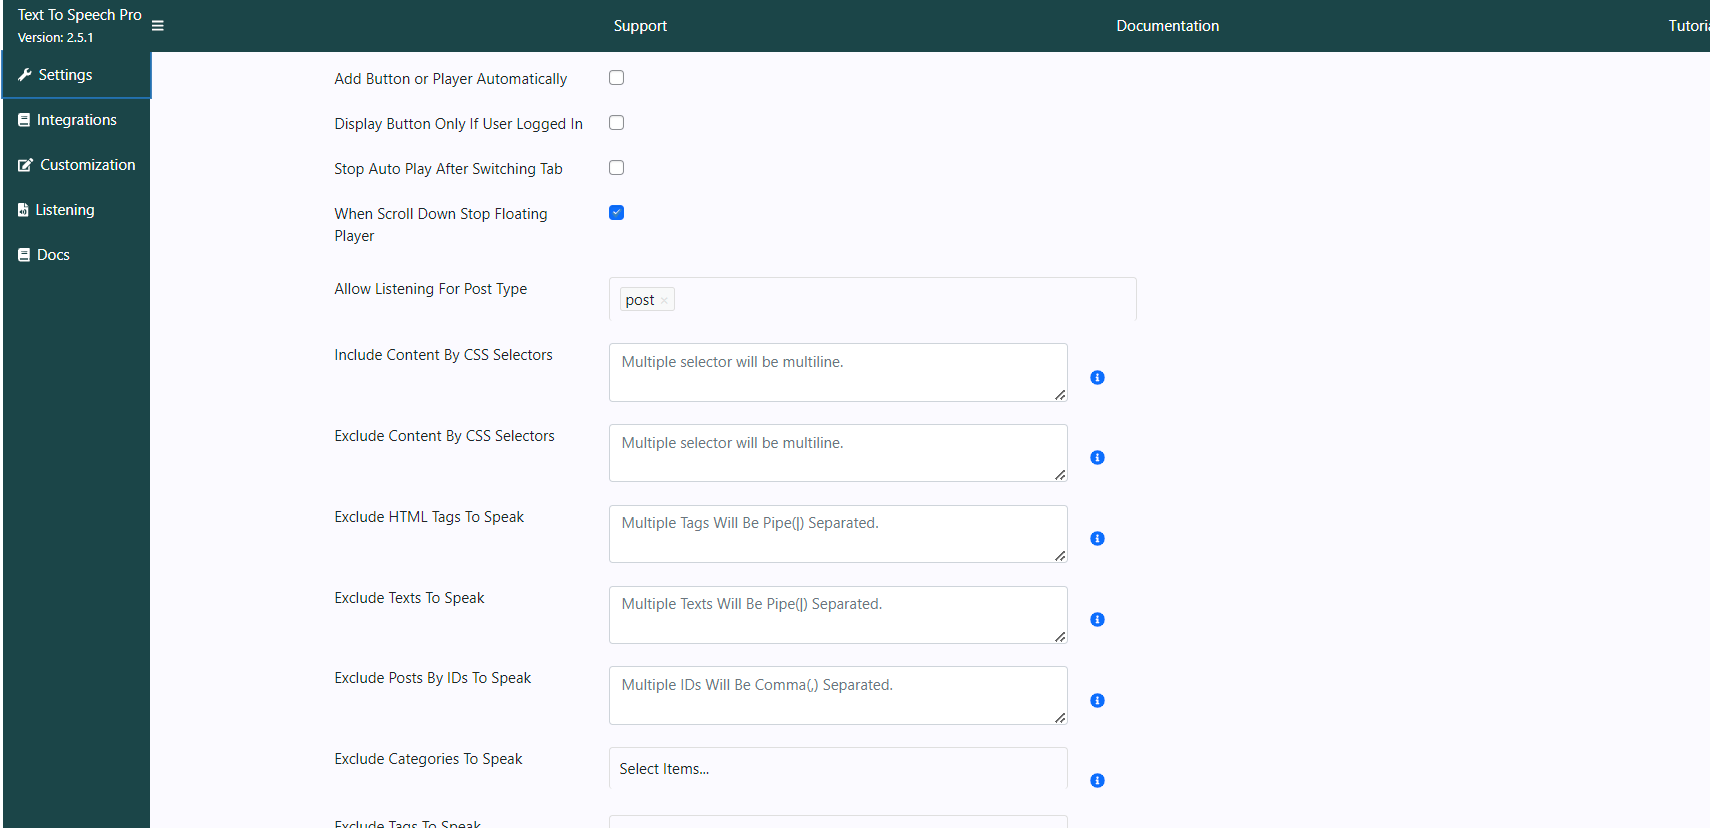 Text To Speech Pro
Version: 2.5.1
Support
Documentation
Settings
Integrations
Customization
Listening
Docs
Add Button or Player Automatically
Display Button Only If User Logged In
Stop Auto Play After Switching Tab
When Scroll Down Stop Floating
Player
Allow Listening For Post Type
post ×
Include Content By CSS Selectors
Multiple selector will be multiline.
Exclude Content By CSS Selectors
Multiple selector will be multiline.
Exclude HTML Tags To Speak
Multiple Tags Will Be Pipe(|) Separated.
Exclude Texts To Speak
Multiple Texts Will Be Pipe(|) Separated.
Exclude Posts By IDs To Speak
Multiple IDs Will Be Comma(,) Separated.
Exclude Categories To Speak
Select Items...
Exclude Tags To Speak